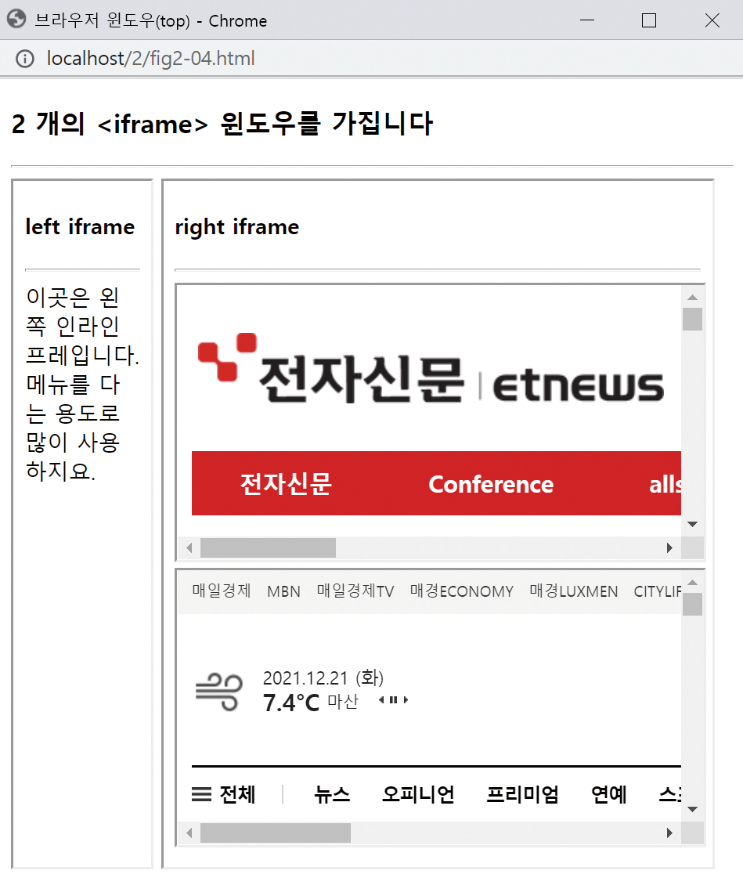 브라우저 윈도우(top) - Chrome
localhost/2/fig2-04.html
2 개의 <iframe> 윈도우를 가집니다
left iframe
이곳은 왼
쪽 인라인
프레입니다.
메뉴를 다
는 용도로
많이 사용
하지요.
right iframe
전자신문 | etnews
전자신문 Conference alls
매일경제 MBN 매일경제TV 매경ECONOMY 매경LUXMEN CITYLIF
2021.12.21 (화)
7.4°C 마산
전체 | 뉴스 오피니언 프리미엄 연예 스포